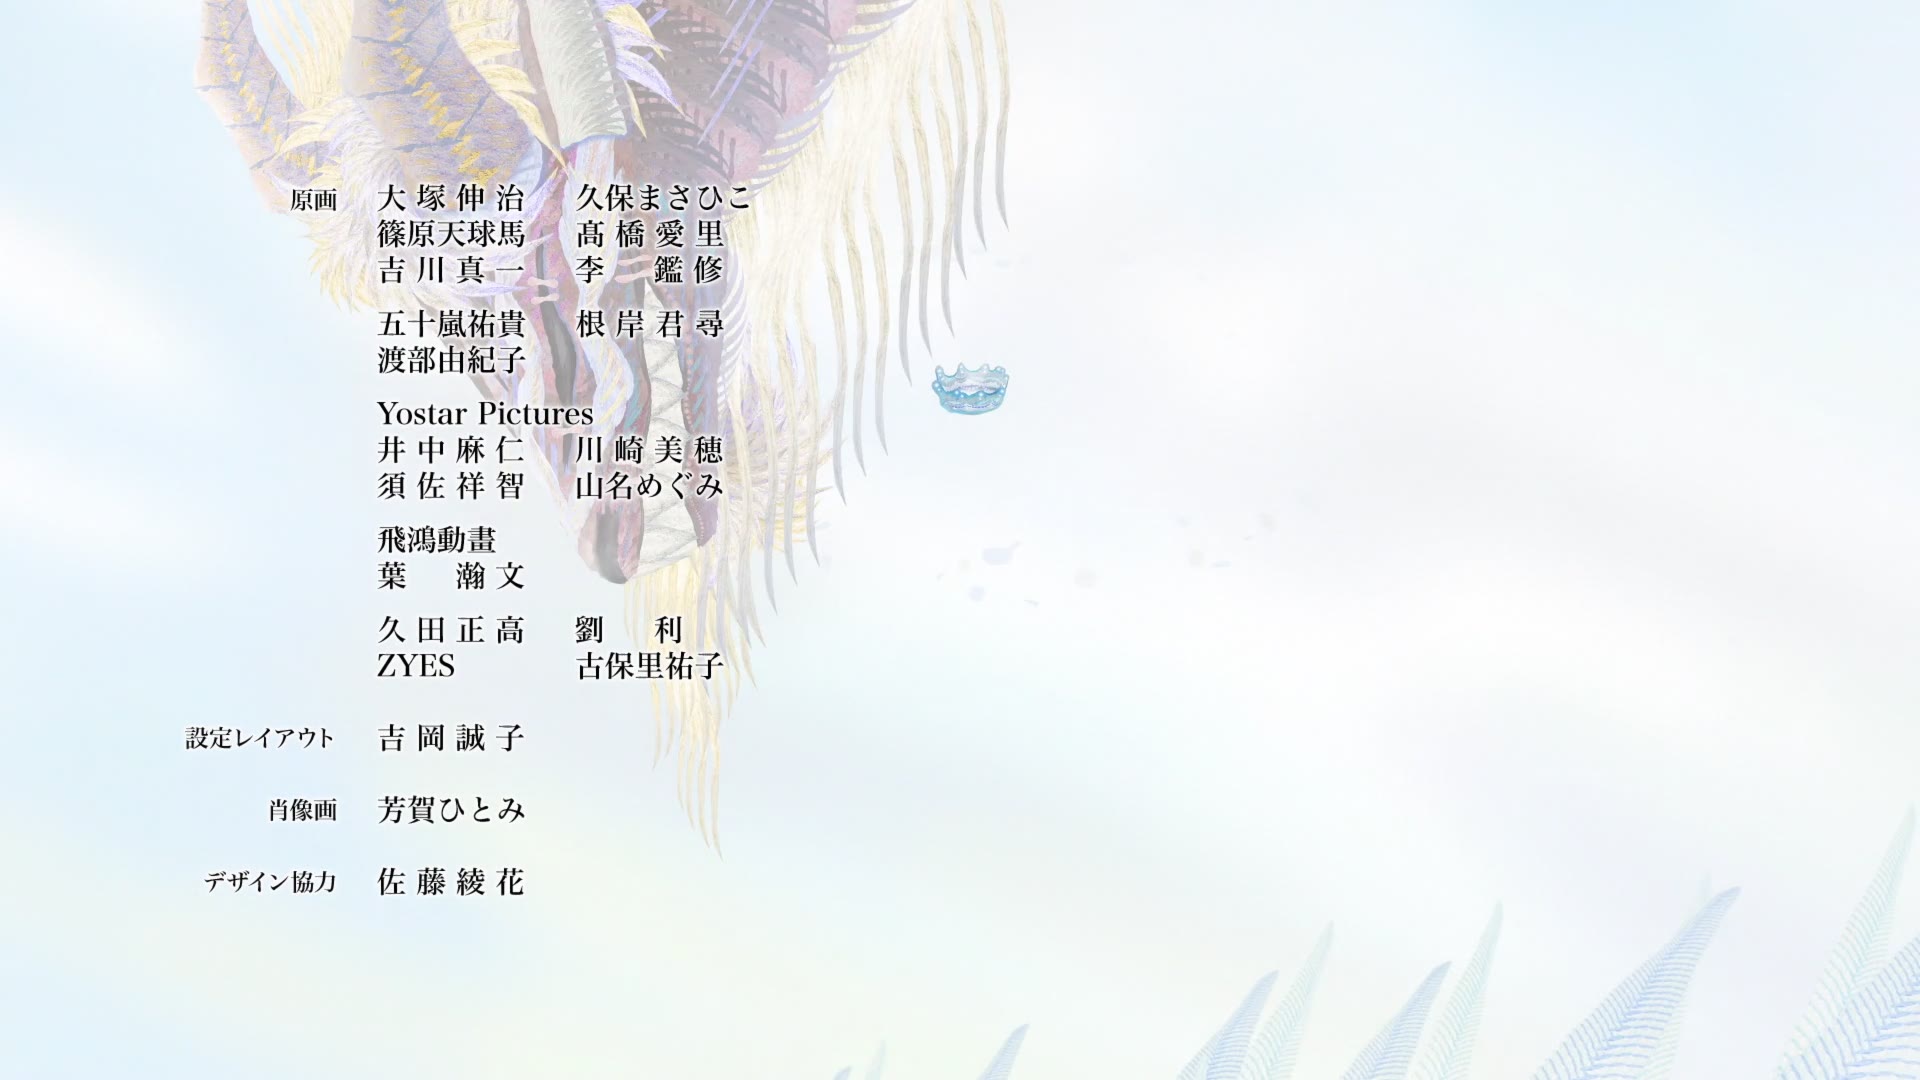 原画 大塚伸治 久保まさひこ
篠原天球馬 髙橋愛里
吉川真一 李鑑修
五十嵐祐貴 根岸君尋
渡部由紀子
Yostar Pictures
井中麻仁 川崎美穂
須佐祥智 山名めぐみ
飛鴻動畫
葉瀚文
久田正高 劉利
ZYES 古保里祐子
設定レイアウト 吉岡誠子
肖像画 芳賀ひとみ
デザイン協力 佐藤綾花